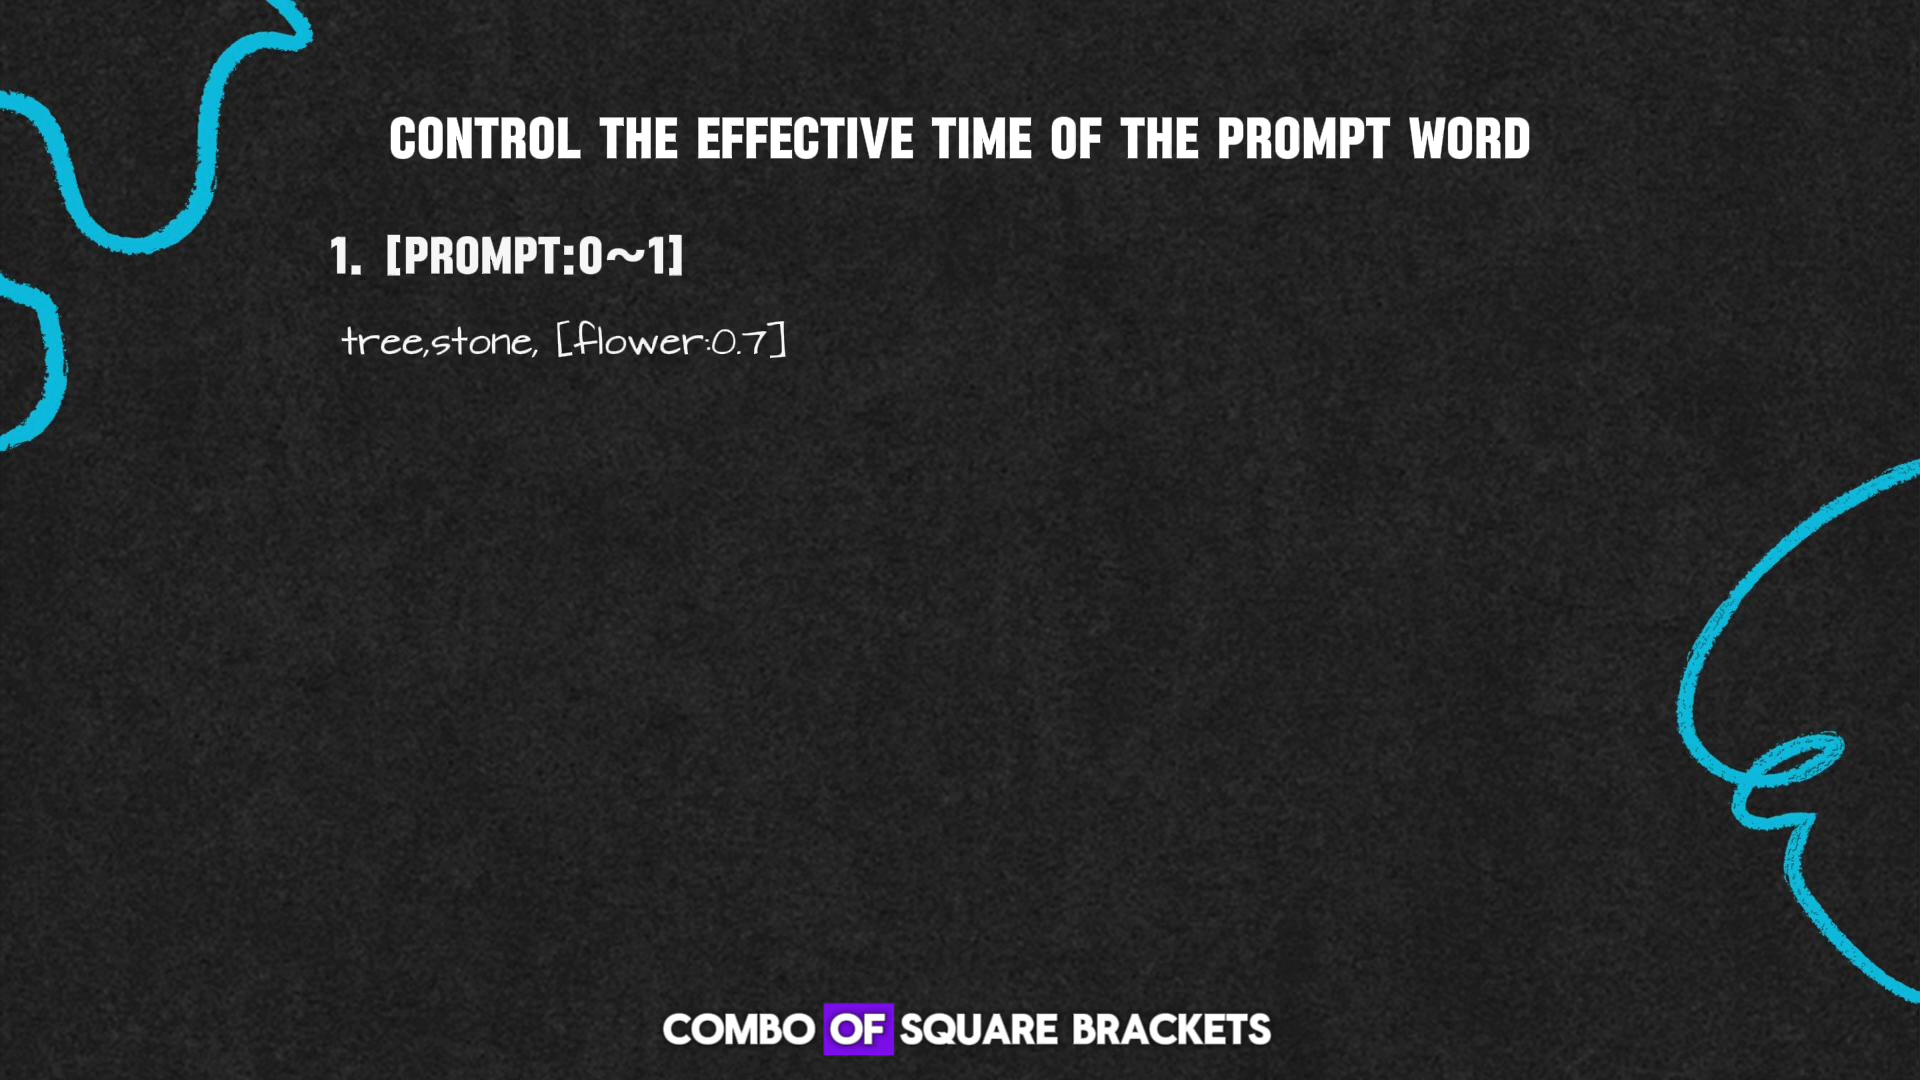 CONTROL THE EFFECTIVE TIME OF THE PROMPT WORD
1. [PROMPT:0~1]
tree,stone, [flower:0.7]
COMBO OF SQUARE BRACKETS